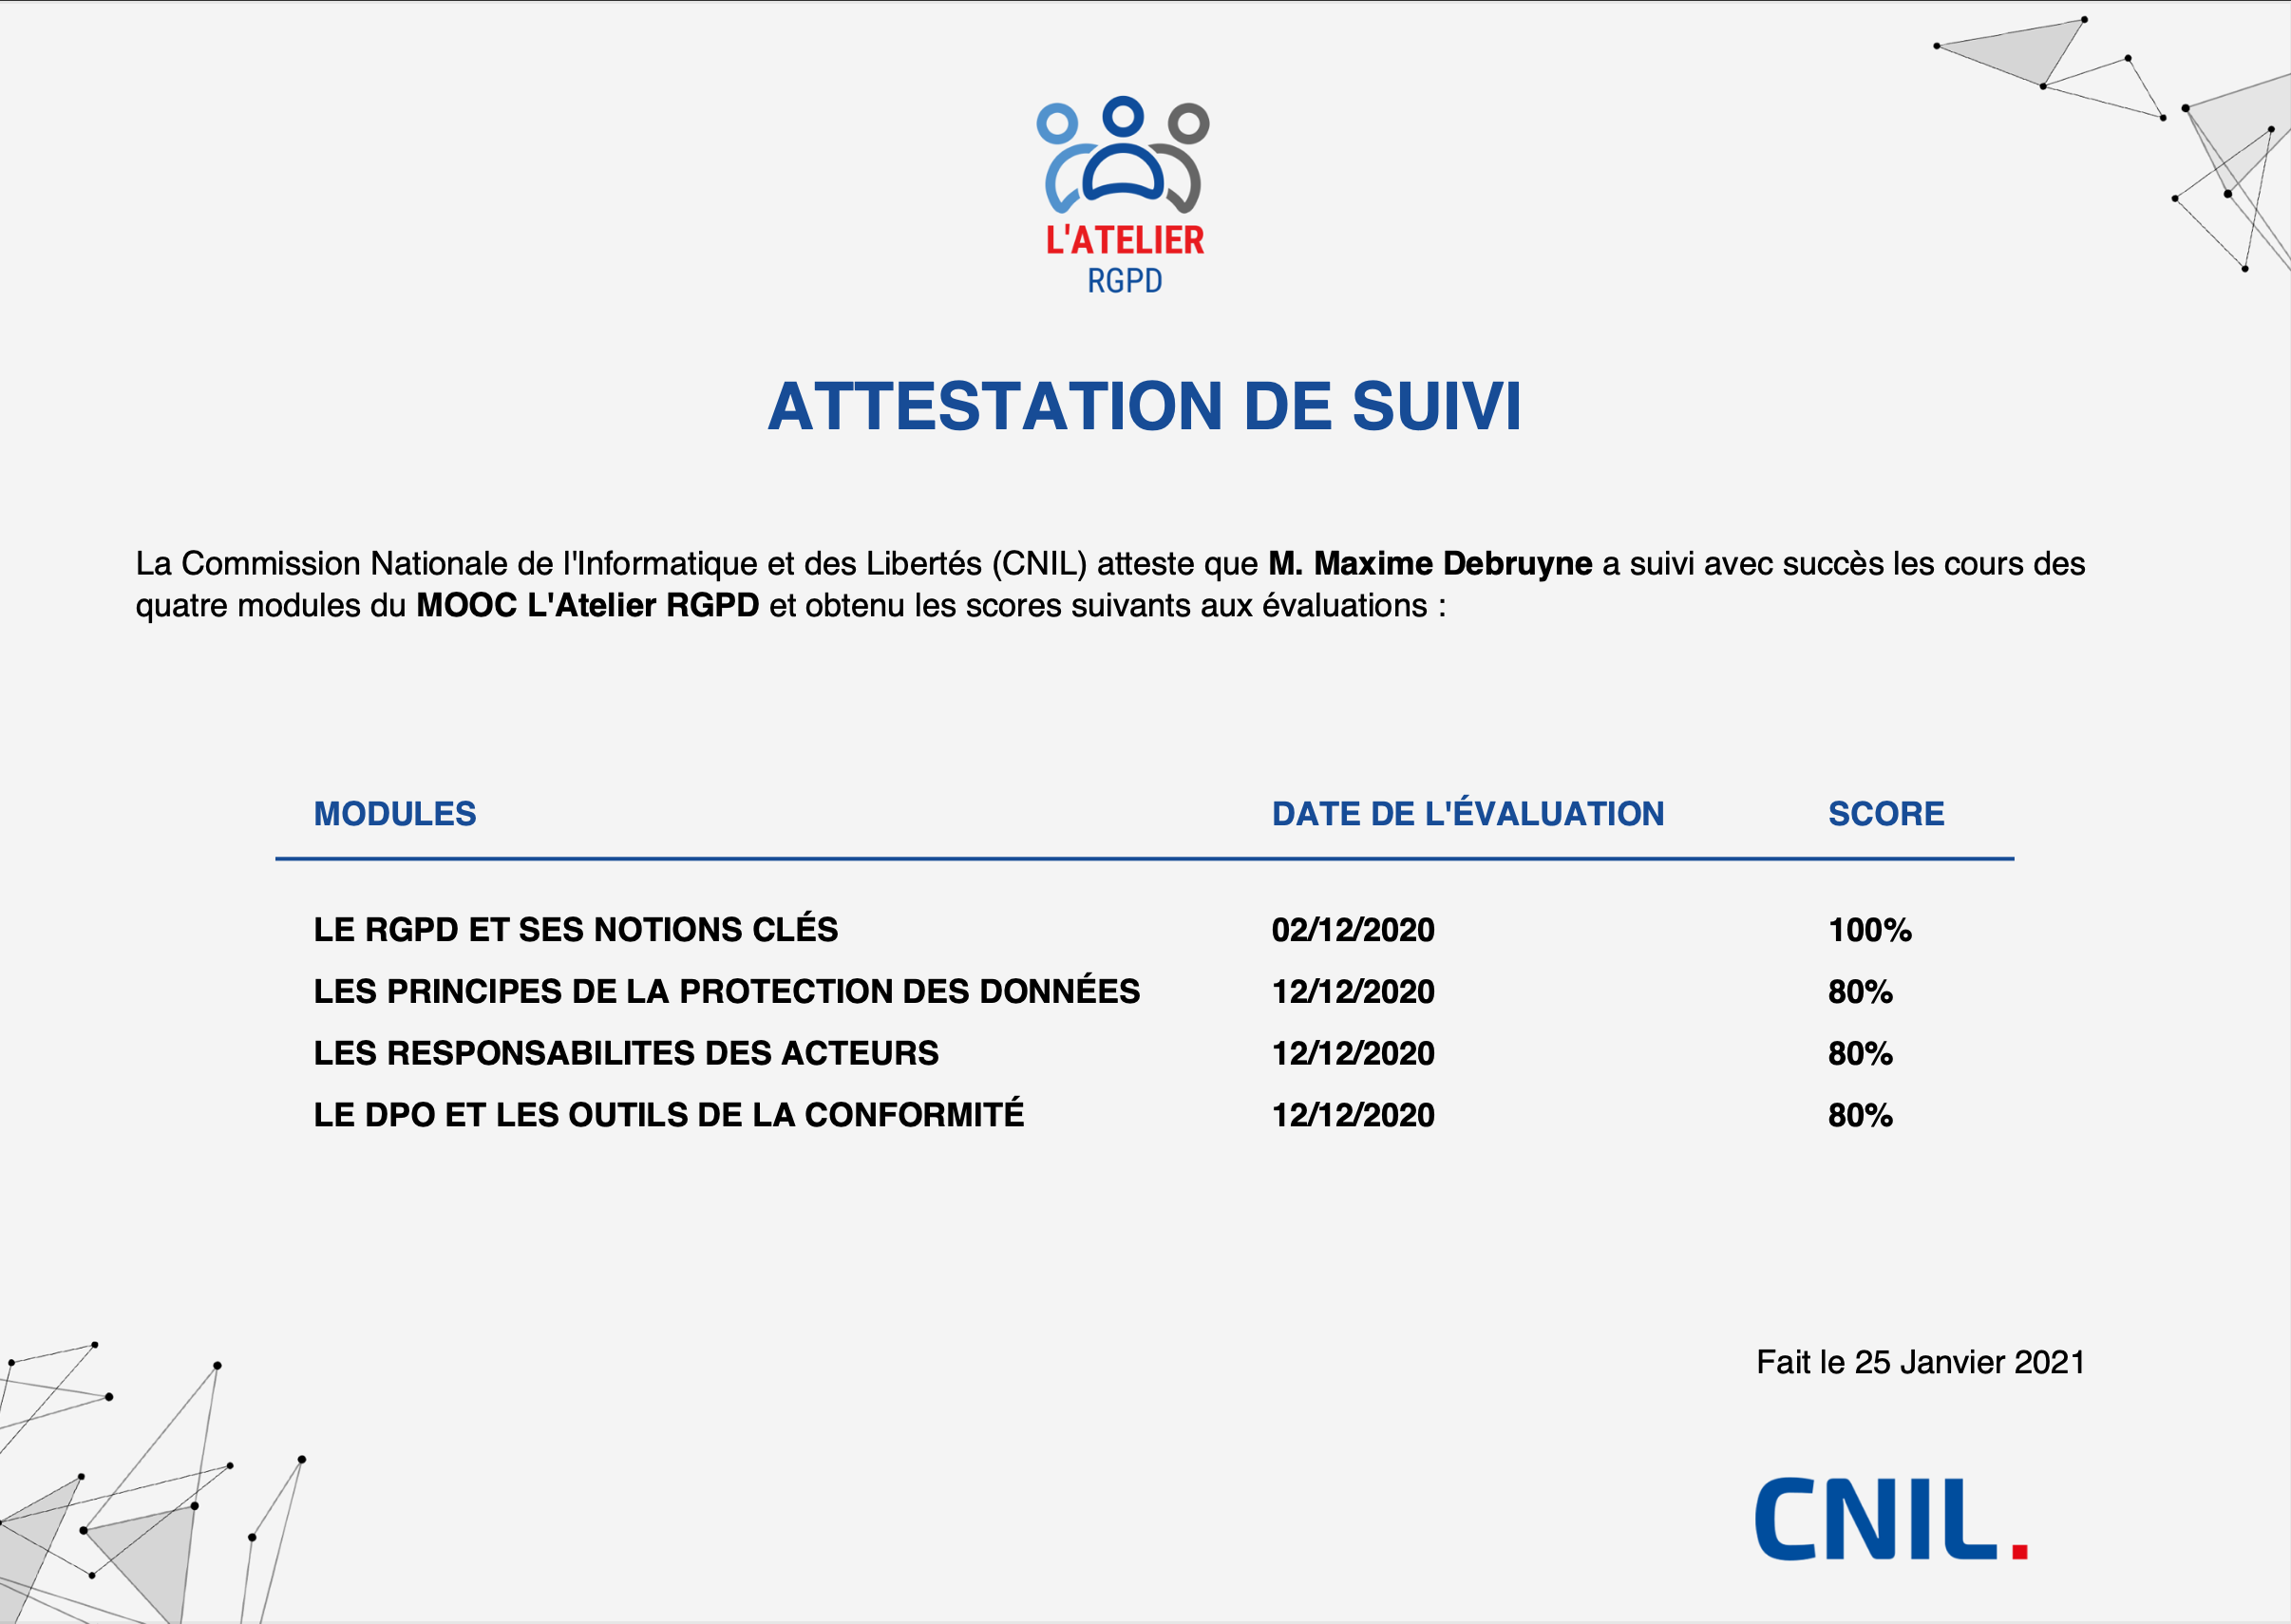 L'ATELIER
RGPD
ATTESTATION DE SUIVI
La Commission Nationale de l'Informatique et des Libertés (CNIL) atteste que M. Maxime Debruyne a suivi avec succès les cours des
quatre modules du MOOC L'Atelier RGPD et obtenu les scores suivants aux évaluations :
MODULES DATE DE L'ÉVALUATION SCORE
LE RGPD ET SES NOTIONS CLÉS 02/12/2020 100%
LES PRINCIPES DE LA PROTECTION DES DONNÉES 12/12/2020 80%
LES RESPONSABILITES DES ACTEURS 12/12/2020 80%
LE DPO ET LES OUTILS DE LA CONFORMITÉ 12/12/2020 80%
Fait le 25 Janvier 2021
CNIL.